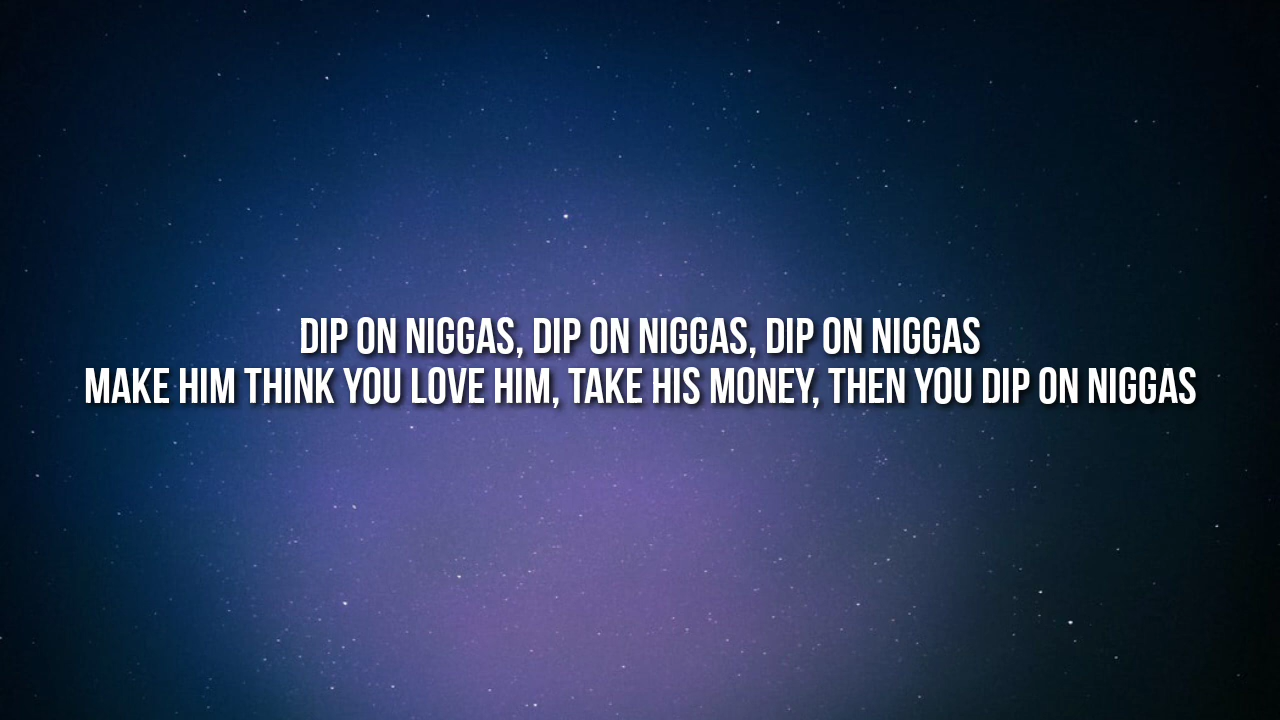 DIP ON NIGGAS, DIP ON NIGGAS, DIP ON NIGGAS
MAKE HIM THINK YOU LOVE HIM, TAKE HIS MONEY, THEN YOU DIP ON NIGGAS